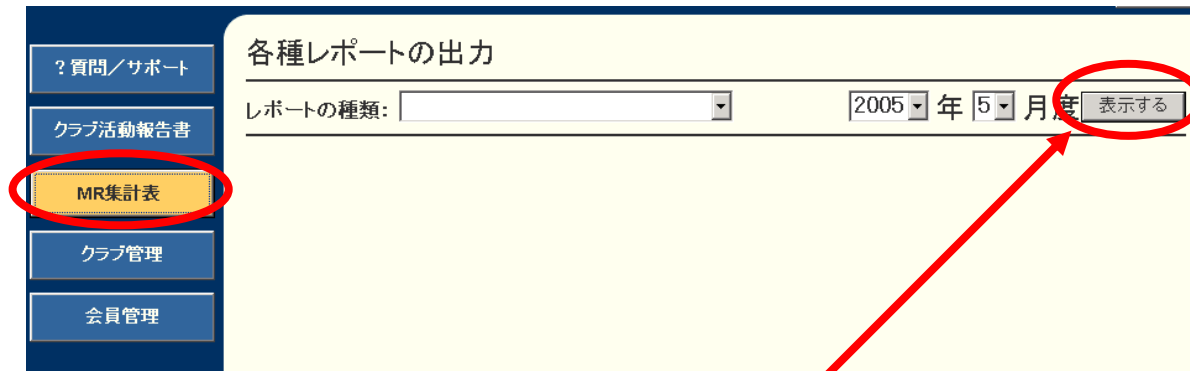 各種レポートの出力
レポートの種類: 2005 年 5 月度 表示する
?質問／サポート
クラブ活動報告書
MR集計表
クラブ管理
会員管理